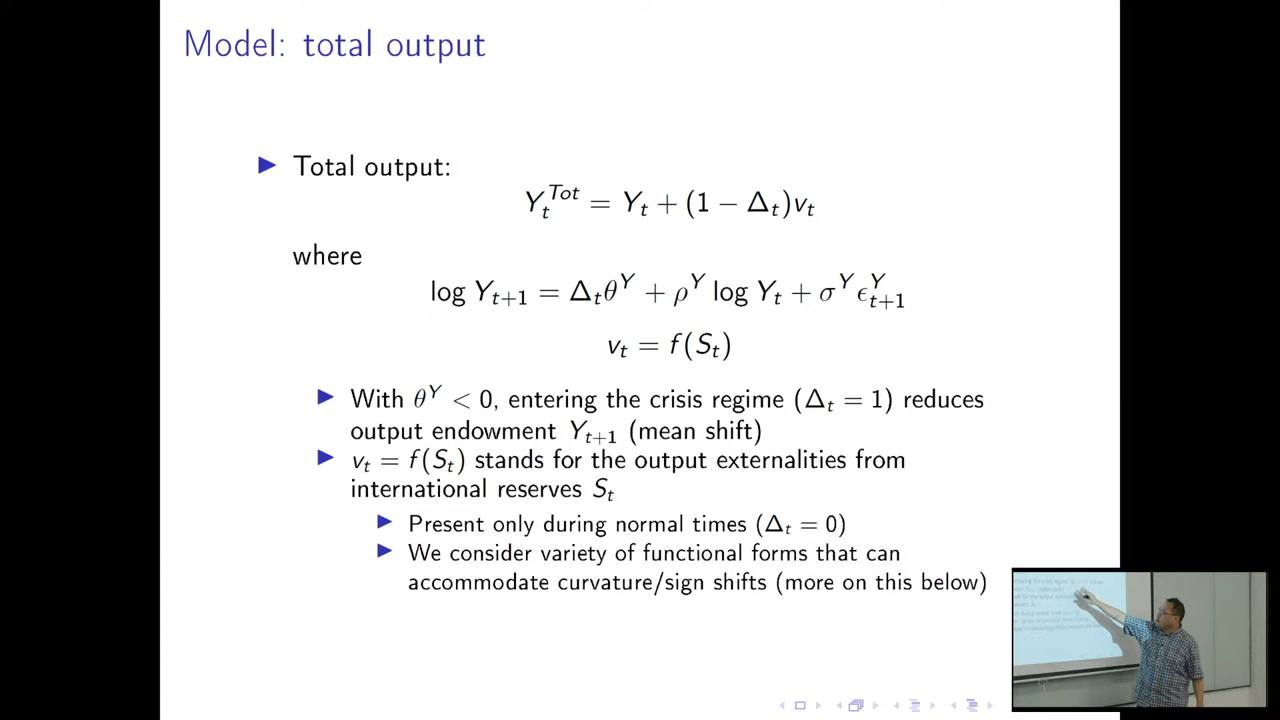 Model: total output
▶ Total output:
Y_t^{Tot} = Y_t + (1 − Δ_t)v_t
where
log Y_{t+1} = Δ_tθ^Y + ρ^Y log Y_t + σ^Y ϵ_{t+1}^Y
v_t = f(S_t)
▶ With θ^Y < 0, entering the crisis regime (Δ_t = 1) reduces
output endowment Y_{t+1} (mean shift)
▶ v_t = f(S_t) stands for the output externalities from
international reserves S_t
▶ Present only during normal times (Δ_t = 0)
▶ We consider variety of functional forms that can
accommodate curvature/sign shifts (more on this below)